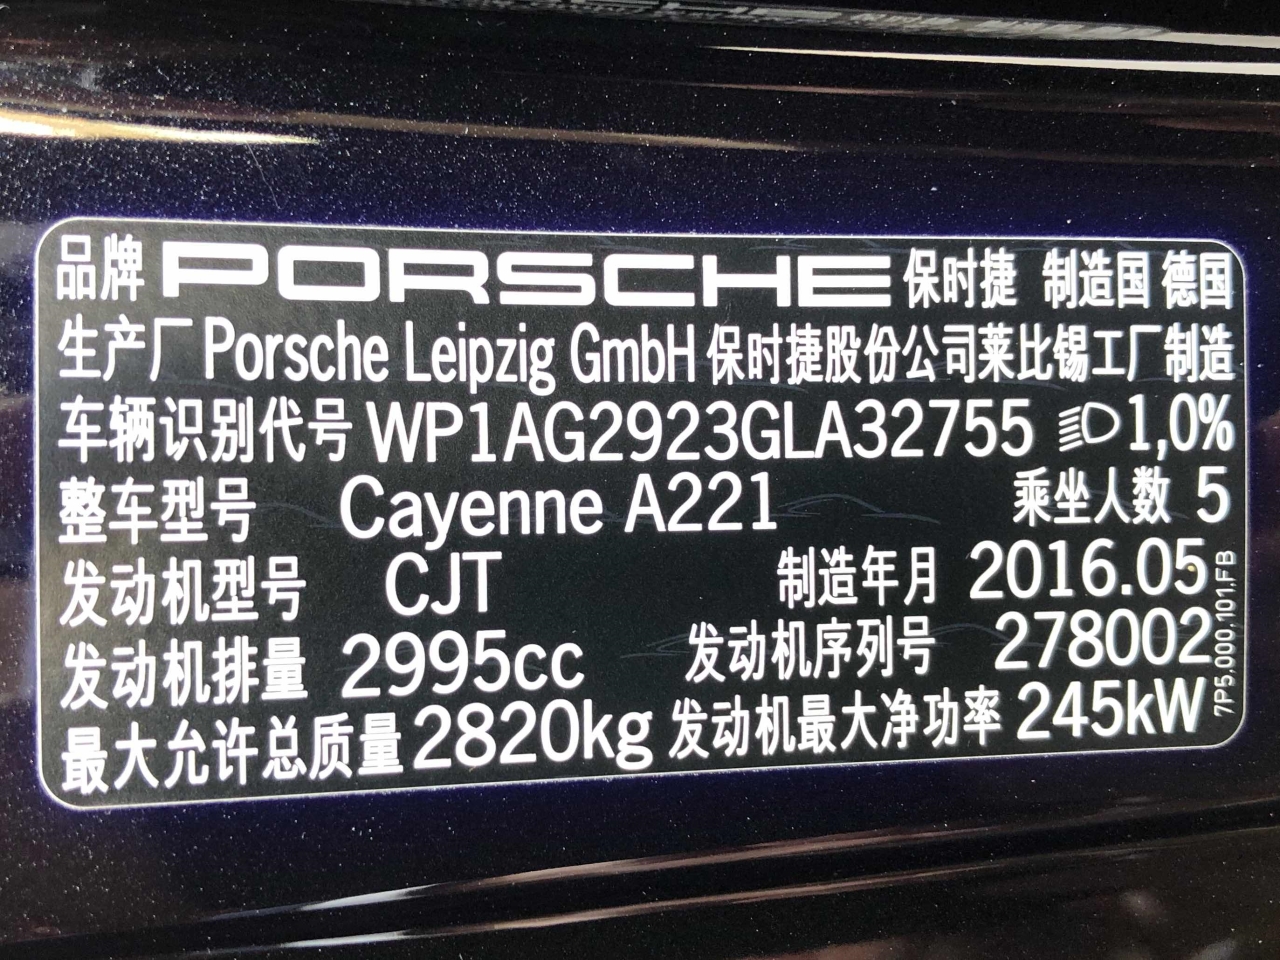 品牌 PORSCHE 保时捷 制造国 德国
生产厂 Porsche Leipzig GmbH 保时捷股份公司莱比锡工厂制造
车辆识别代号 WP1AG2923GLA32755 1,0%
整车型号 Cayenne A221 乘坐人数 5
发动机型号 CJT 制造年月 2016.05
发动机排量 2995cc 发动机序列号 278002
最大允许总质量 2820kg 发动机最大净功率 245kW
7P5.000.101.FB